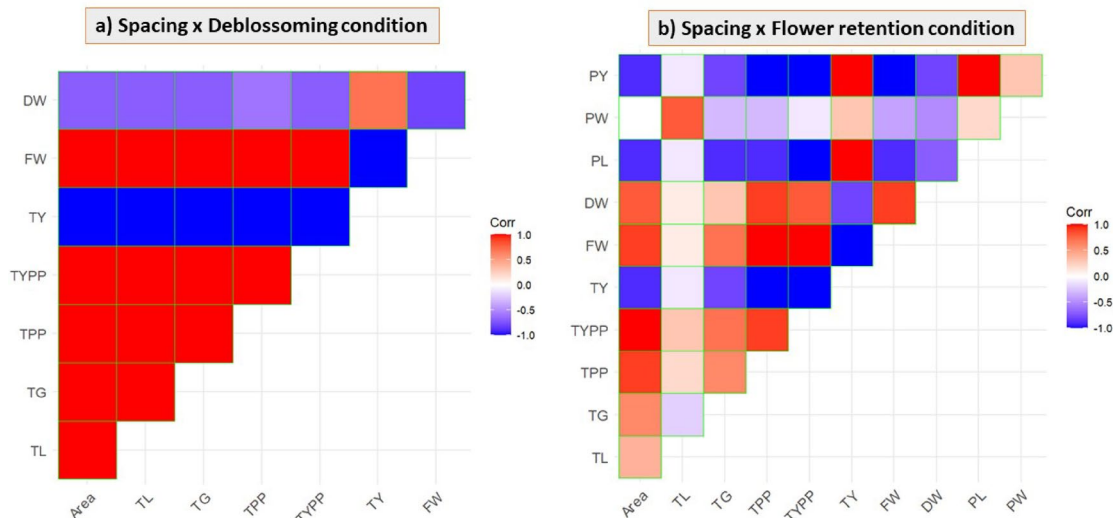 a) Spacing x Deblossoming condition
DW
FW
TY
TYPP
TPP
TG
TL
Area
TL
TG
TPP
TYPP
TY
FW
Corr
1.0
0.5
0.0
-0.5
-1.0
b) Spacing x Flower retention condition
PY
PW
PL
DW
FW
TY
TYPP
TPP
TG
TL
Area
TL
TG
TPP
TYPP
TY
FW
DW
PL
PW
Corr
1.0
0.5
0.0
-0.5
-1.0